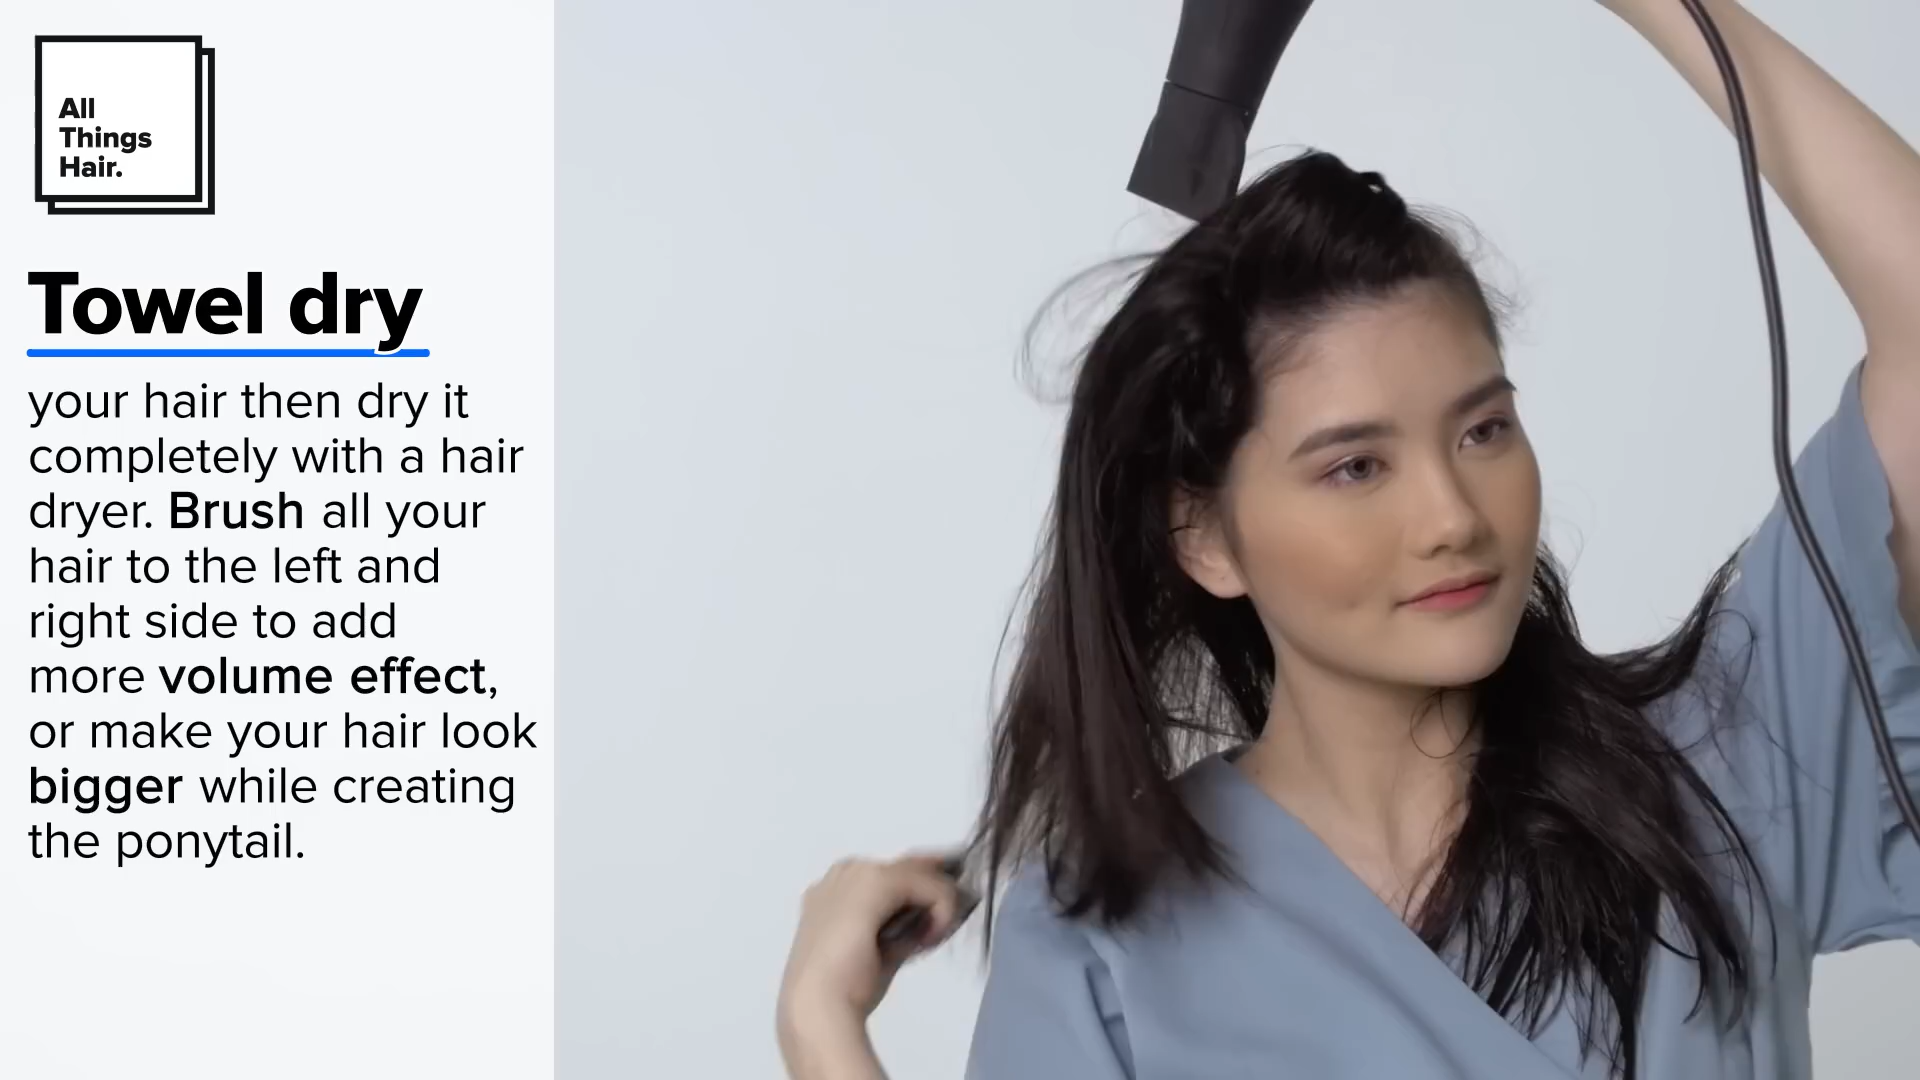 All
Things
Hair.
Towel dry
your hair then dry it
completely with a hair
dryer. Brush all your
hair to the left and
right side to add
more volume effect,
or make your hair look
bigger while creating
the ponytail.